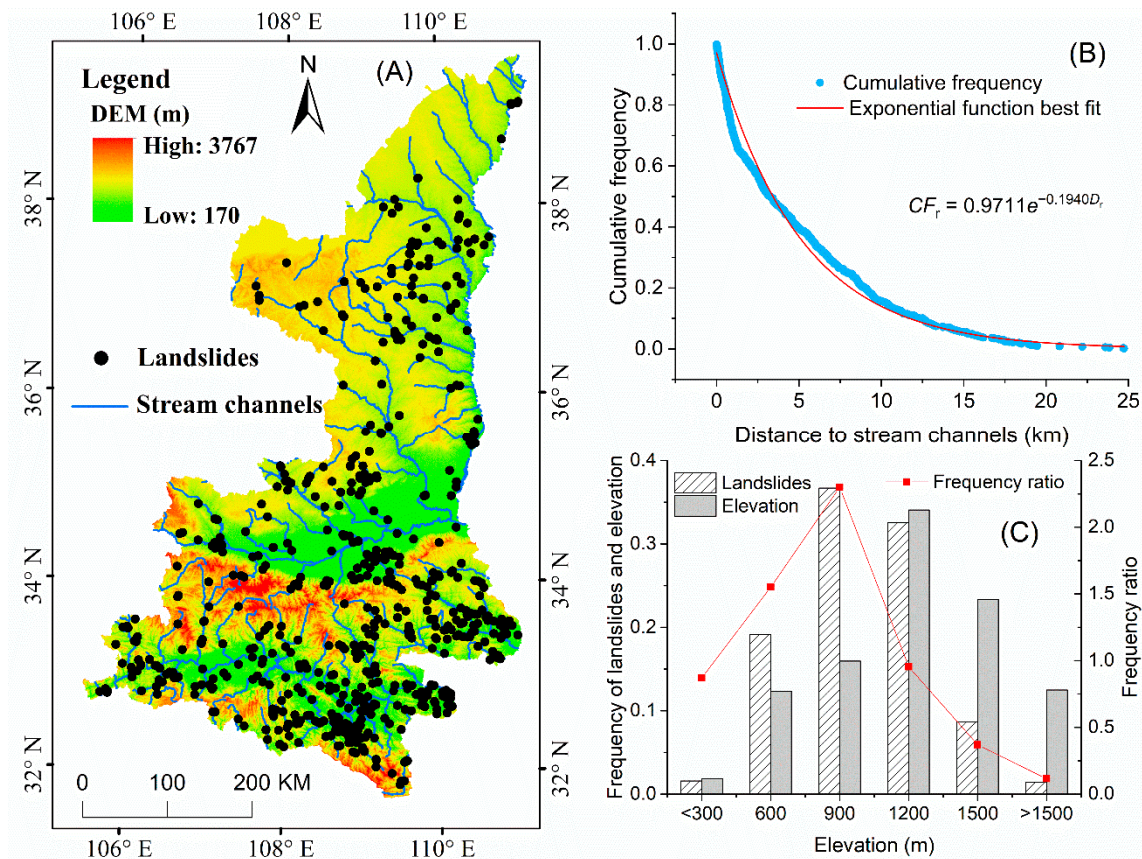 106° E
108° E
110° E
Legend
DEM (m)
High: 3767
Low: 170
N
(A)
Landslides
Stream channels
38° N
36° N
34° N
32° N
38° N
36° N
34° N
32° N
0 100 200 KM
106° E
108° E
110° E
(B)
Cumulative frequency
Exponential function best fit
CFr = 0.9711e−0.1940Dr
Cumulative frequency
1.0
0.8
0.6
0.4
0.2
0.0
0 5 10 15 20 25
Distance to stream channels (km)
(C)
Landslides
Elevation
Frequency ratio
Frequency of landslides and elevation
0.4
0.3
0.2
0.1
0.0
2.5
2.0
1.5
1.0
0.5
0.0
Frequency ratio
<300 600 900 1200 1500 >1500
Elevation (m)